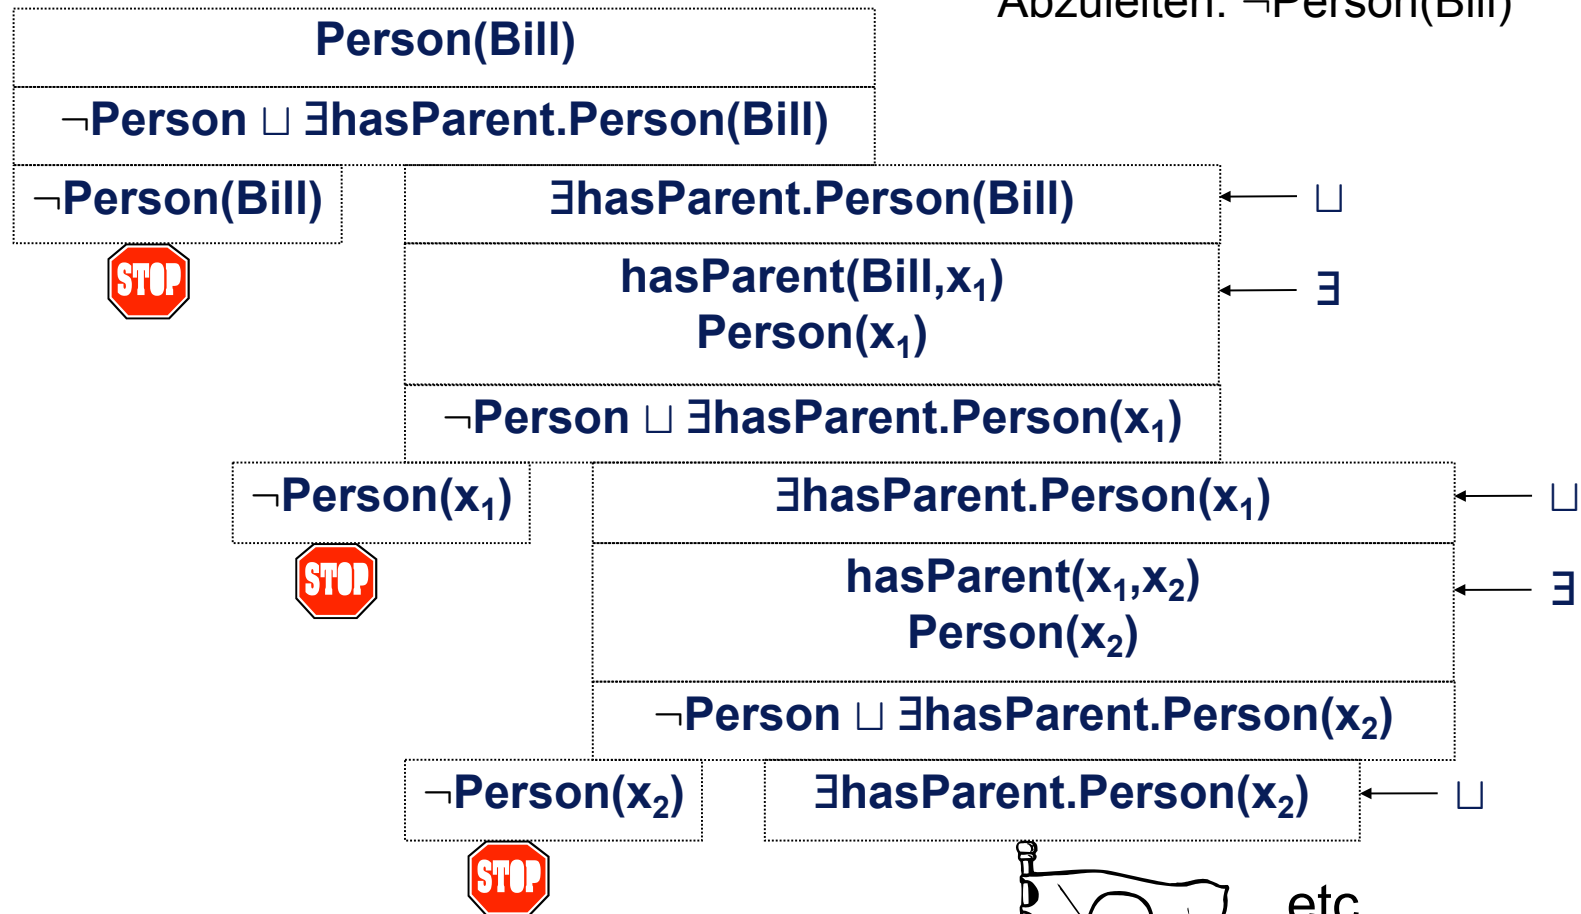 Abzuleiten: ¬Person(Bill)
Person(Bill)
¬Person ⊔ ∃hasParent.Person(Bill)
¬Person(Bill)
∃hasParent.Person(Bill)
⊔
STOP
hasParent(Bill,x₁)
∃
Person(x₁)
¬Person ⊔ ∃hasParent.Person(x₁)
¬Person(x₁)
∃hasParent.Person(x₁)
⊔
STOP
hasParent(x₁,x₂)
∃
Person(x₂)
¬Person ⊔ ∃hasParent.Person(x₂)
¬Person(x₂)
∃hasParent.Person(x₂)
⊔
STOP
etc